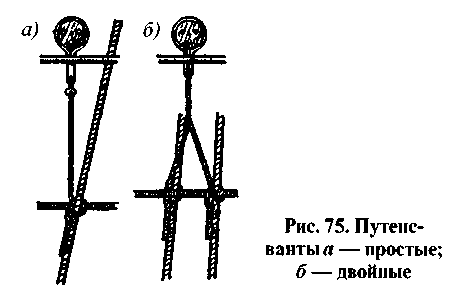 а) б)
Рис. 75. Путенс-
ванты а — простые;
б — двойные